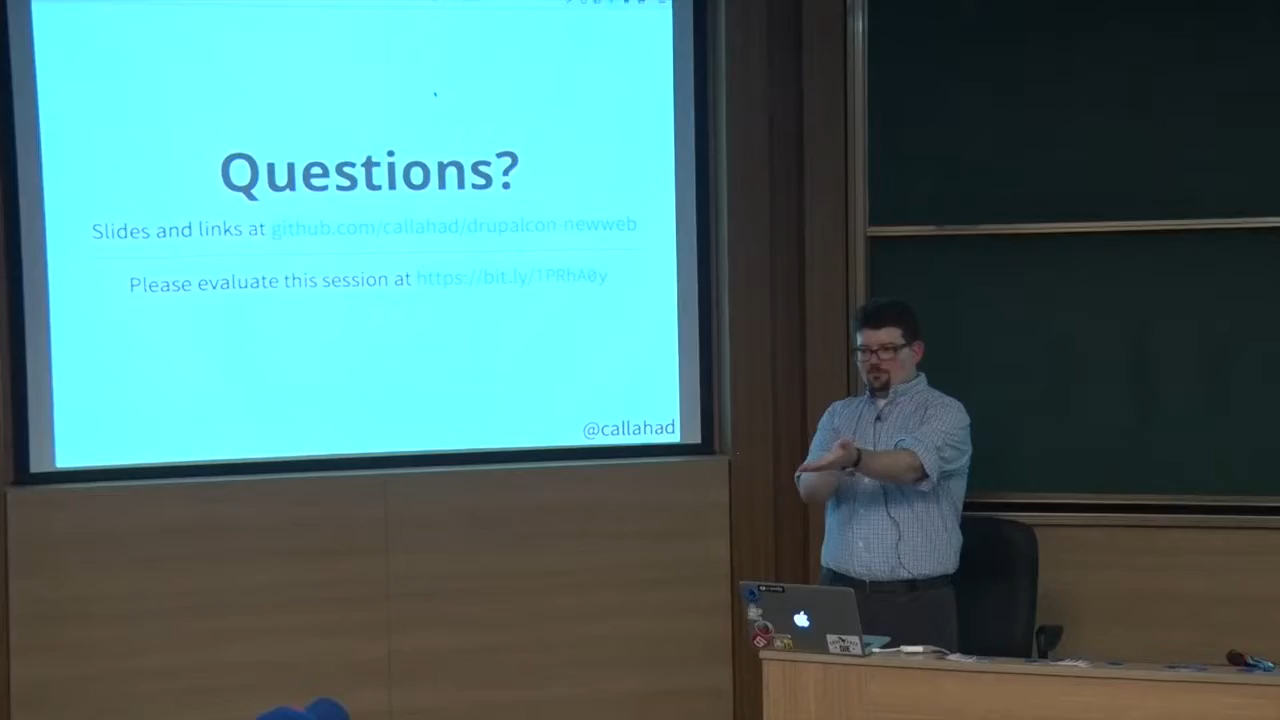 Questions?
Slides and links at github.com/callahad/drupalcon-newweb
Please evaluate this session at https://bit.ly/1PRhA0y
@callahad
DIE